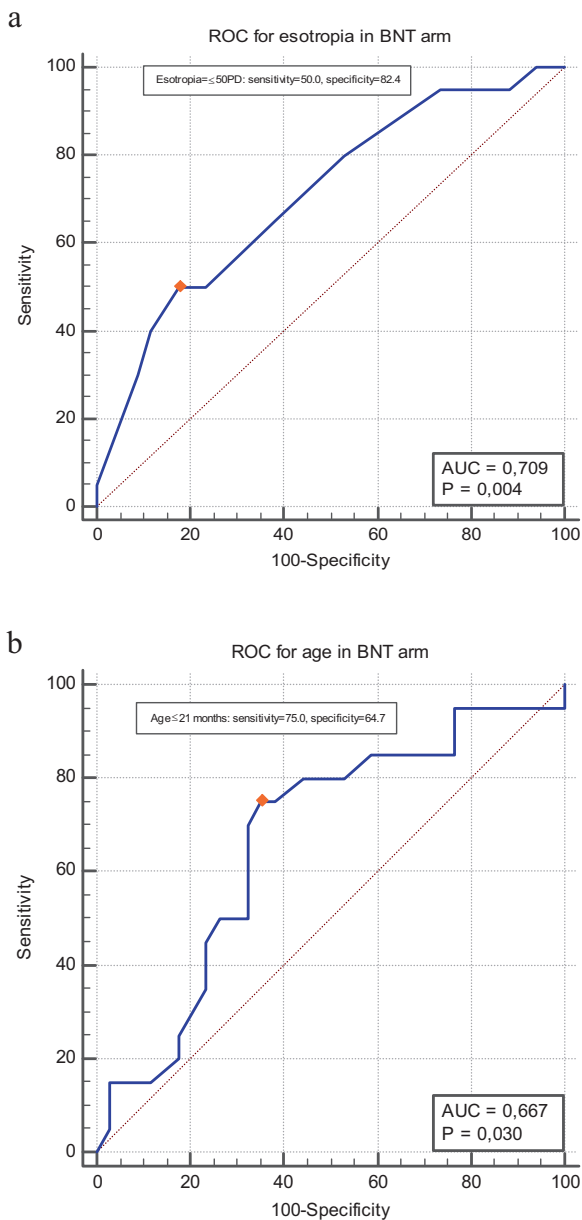 a
ROC for esotropia in BNT arm
Esotropia=≤50PD: sensitivity=50.0, specificity=82.4
100
80
60
40
20
0
Sensitivity
AUC = 0,709
P = 0,004
0 20 40 60 80 100
100-Specificity
b
ROC for age in BNT arm
Age≤21 months: sensitivity=75.0, specificity=64.7
100
80
60
40
20
0
Sensitivity
AUC = 0,667
P = 0,030
0 20 40 60 80 100
100-Specificity